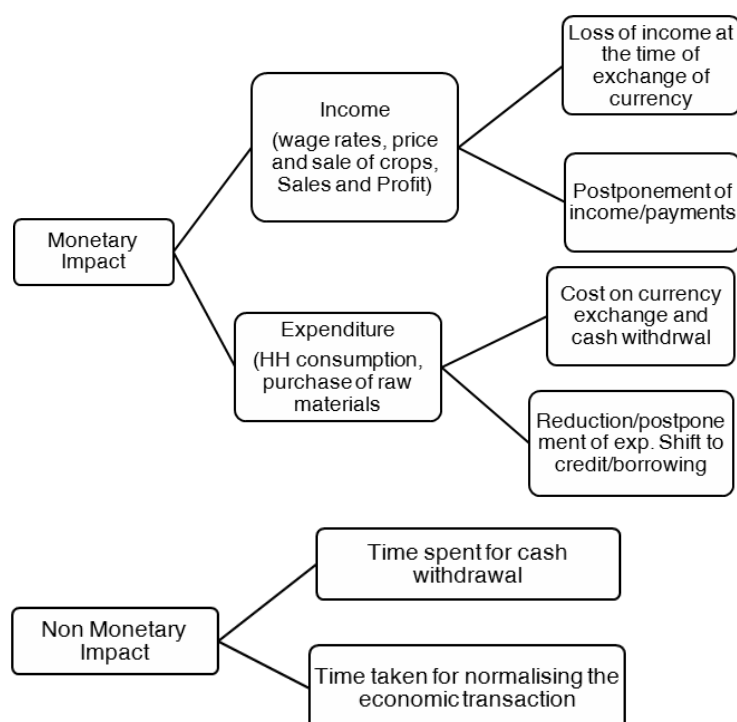 Monetary
Impact
Income
(wage rates, price
and sale of crops,
Sales and Profit)
Loss of income at
the time of
exchange of
currency
Postponement of
income/payments
Expenditure
(HH consumption,
purchase of raw
materials
Cost on currency
exchange and
cash withdrwal
Reduction/postpone
ment of exp. Shift to
credit/borrowing
Non Monetary
Impact
Time spent for cash
withdrawal
Time taken for normalising the
economic transaction